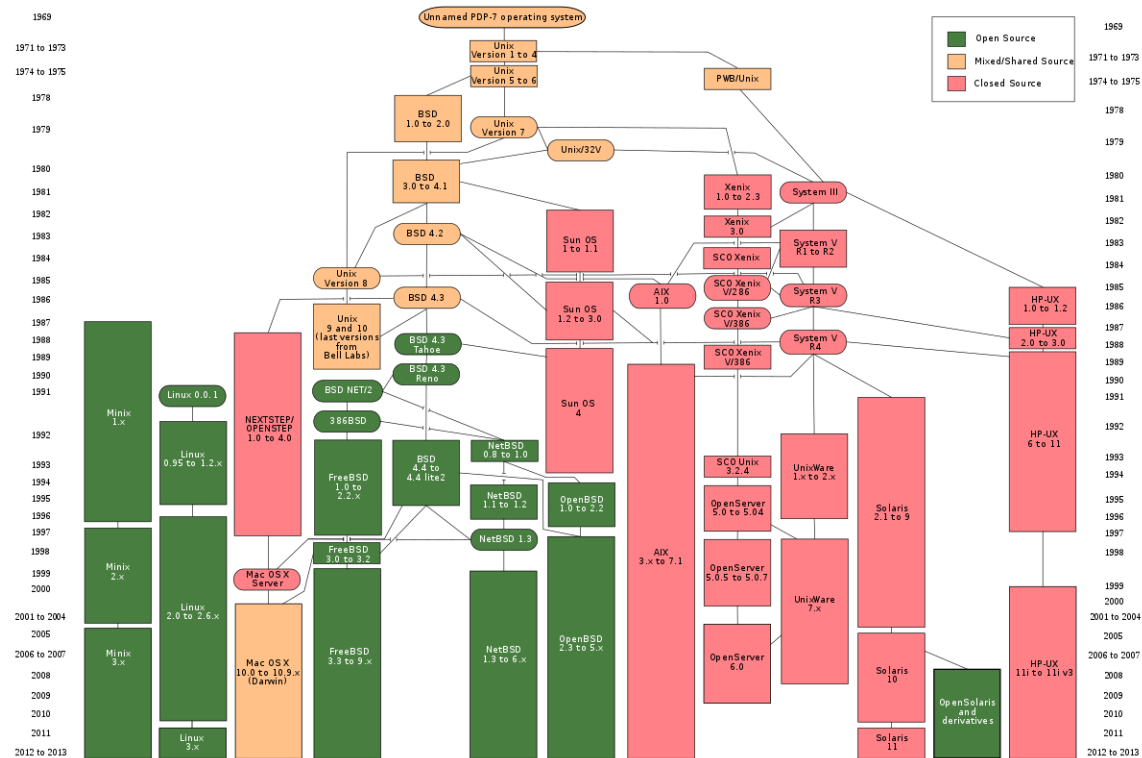 Unnamed PDP-7 operating system
1969
1969
Open Source
Mixed/Shared Source
Closed Source
1971 to 1973
Unix
Version 1 to 4
1971 to 1973
1974 to 1975
Unix
Version 5 to 6
PWB/Unix
1974 to 1975
1978
BSD
1.0 to 2.0
1978
1979
Unix
Version 7
Unix/32V
1979
1980
BSD
3.0 to 4.1
1980
1981
Xenix
1.0 to 2.3
System III
1981
1982
Xenix
3.0
1982
1983
BSD 4.2
Sun OS
1 to 1.1
System V
R1 to R2
1983
1984
SCO Xenix
1984
1985
Unix
Version 8
AIX
1.0
SCO Xenix
V/286
System V
R3
1985
1986
BSD 4.3
Sun OS
1.2 to 3.0
HP-UX
1.0 to 1.2
1986
1987
Unix
9 and 10
(last versions
from
Bell Labs)
SCO Xenix
V/386
1987
1988
BSD 4.3
Tahoe
System V
R4
HP-UX
2.0 to 3.0
1988
1989
SCO Xenix
V/386
1989
1990
BSD 4.3
Reno
1990
1991
Linux 0.0.1
BSD NET/2
1991
Minix
1.x
NEXTSTEP/
OPENSTEP
1.0 to 4.0
386BSD
Sun OS
4
1992
Linux
0.95 to 1.2.x
NetBSD
0.8 to 1.0
HP-UX
6 to 11
1992
1993
FreeBSD
1.0 to
2.2.x
BSD
4.4 to
4.4 lite2
SCO Unix
3.2.4
UnixWare
1.x to 2.x
1993
1994
1994
1995
NetBSD
1.1 to 1.2
OpenBSD
1.0 to 2.2
OpenServer
5.0 to 5.04
Solaris
2.1 to 9
1995
1996
1996
1997
NetBSD 1.3
1997
1998
Minix
2.x
FreeBSD
3.0 to 3.2
AIX
3.x to 7.1
1998
1999
Mac OS X
Server
OpenServer
5.0.5 to 5.0.7
UnixWare
7.x
1999
2000
Linux
2.0 to 2.6.x
2000
2001 to 2004
2001 to 2004
2005
2005
2006 to 2007
Minix
3.x
Mac OS X
10.0 to 10.9.x
(Darwin)
FreeBSD
3.3 to 9.x
NetBSD
1.3 to 6.x
OpenBSD
2.3 to 5.x
OpenServer
6.0
2006 to 2007
2008
Solaris
10
HP-UX
11i to 11i v3
2008
2009
2009
2010
OpenSolaris
and
derivatives
2010
2011
Linux
3.x
Solaris
11
2011
2012 to 2013
2012 to 2013